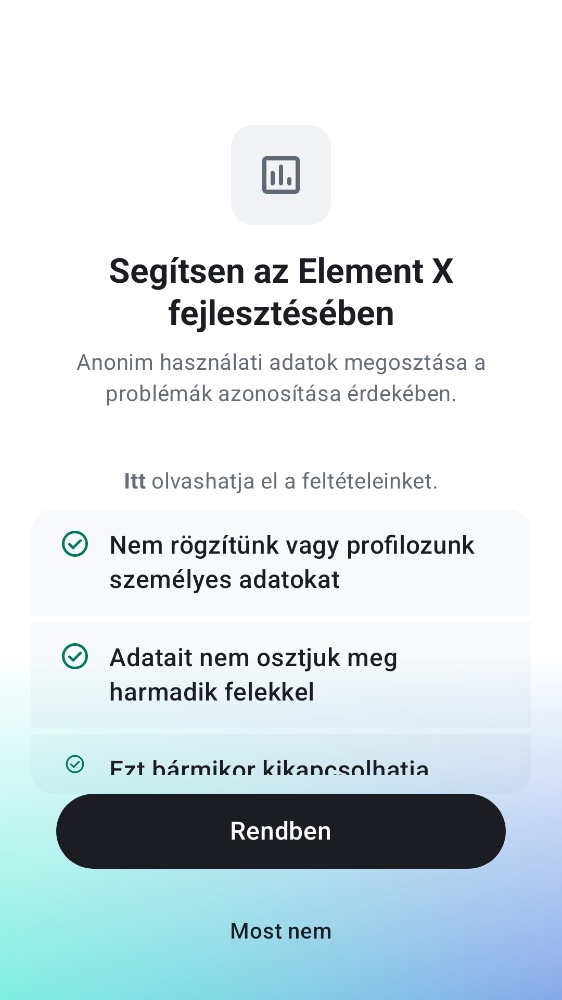 Segítsen az Element X
fejlesztésében
Anonim használati adatok megosztása a
problémák azonosítása érdekében.
Itt olvashatja el a feltételeinket.
Nem rögzítünk vagy profilozunk
személyes adatokat
Adatait nem osztjuk meg
harmadik felekkel
Ezt bármikor kikapcsolhatja
Rendben
Most nem